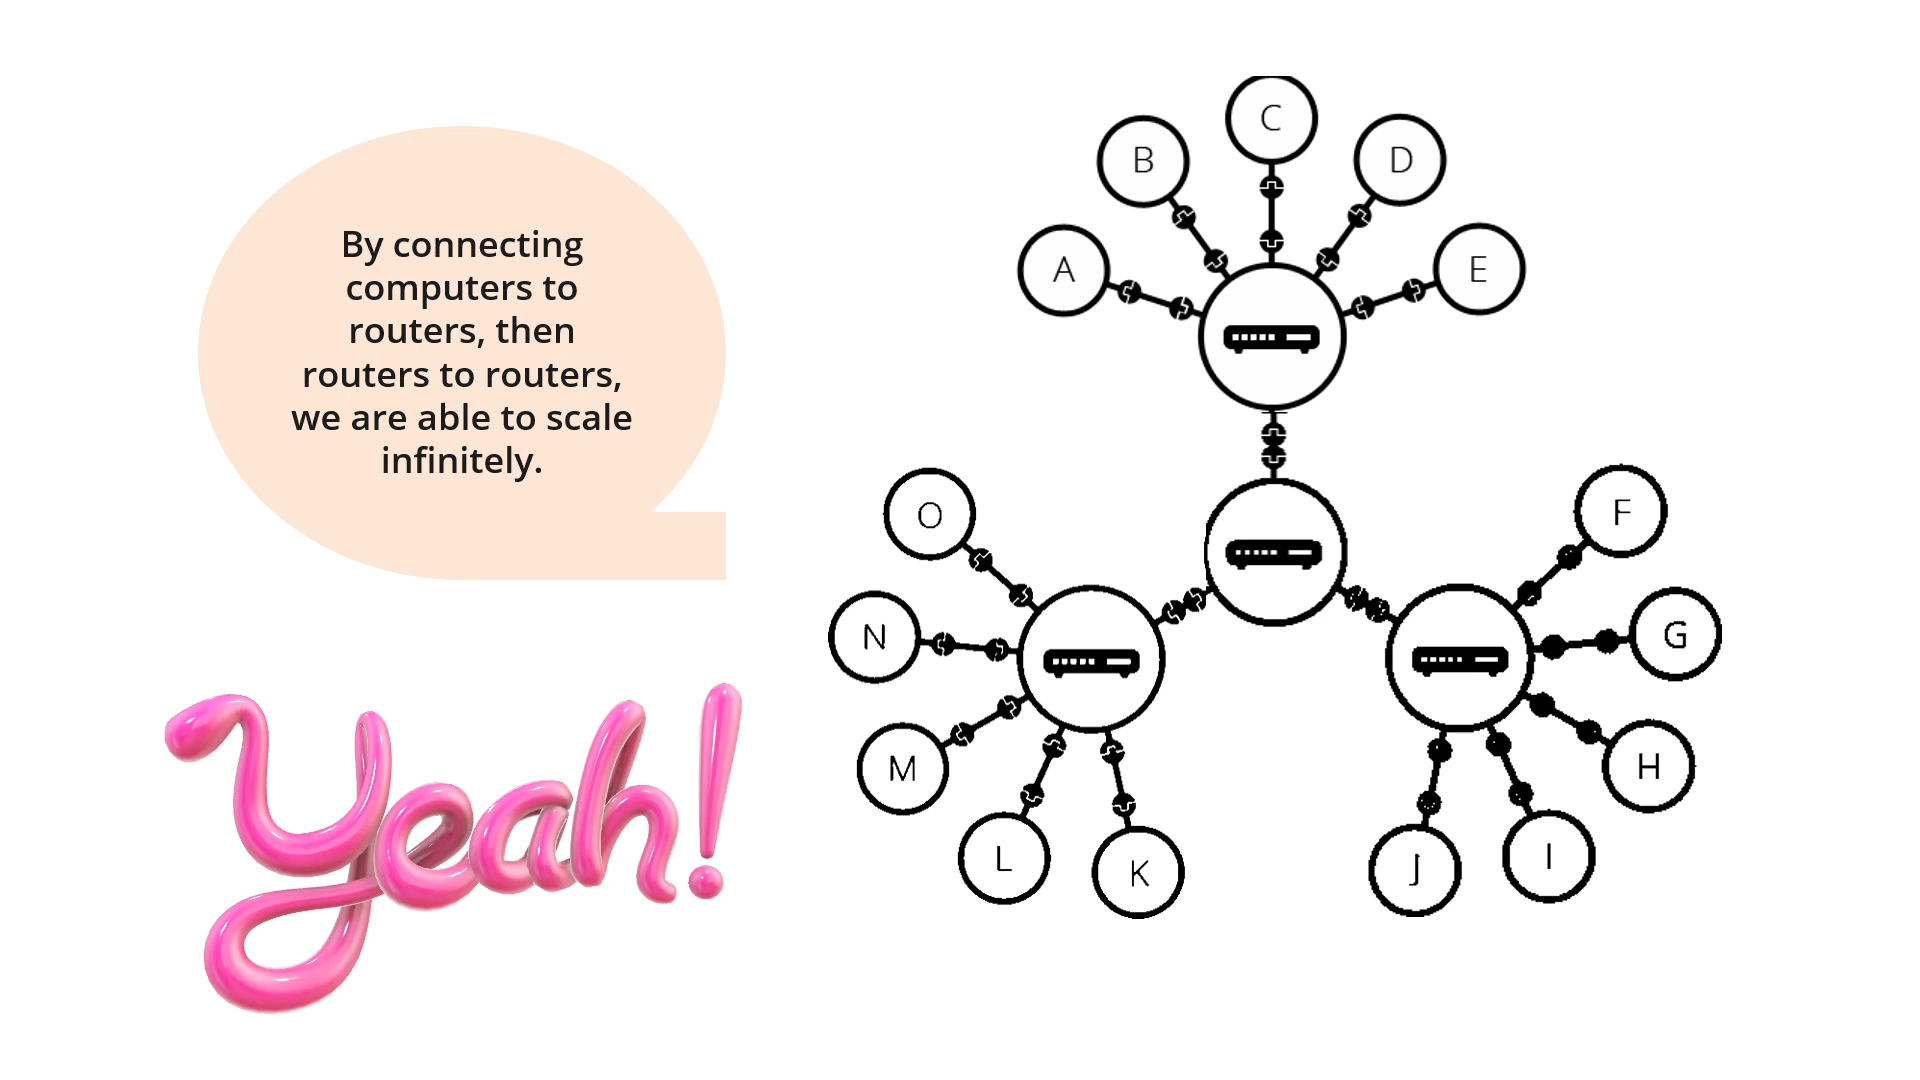 By connecting
computers to
routers, then
routers to routers,
we are able to scale
infinitely.
Yeah!
C
B
D
A
E
O
F
N
G
M
H
L
K
J
I